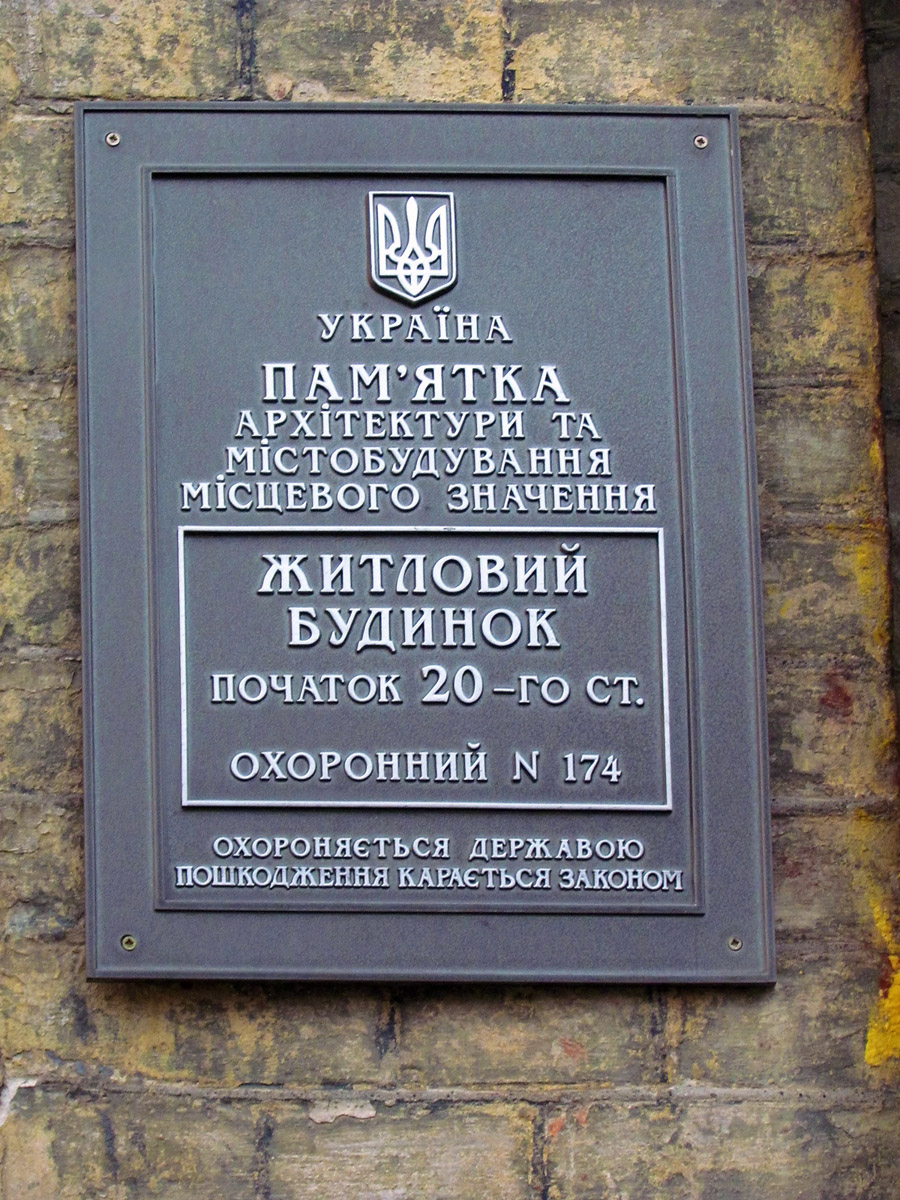 УКРАЇНА
ПАМ’ЯТКА
АРХІТЕКТУРИ ТА
МІСТОБУДУВАННЯ
МІСЦЕВОГО ЗНАЧЕННЯ
ЖИТЛОВИЙ
БУДИНОК
ПОЧАТОК 20-ГО СТ.
ОХОРОННИЙ N 174
ОХОРОНЯЄТЬСЯ ДЕРЖАВОЮ
ПОШКОДЖЕННЯ КАРАЄТЬСЯ ЗАКОНОМ